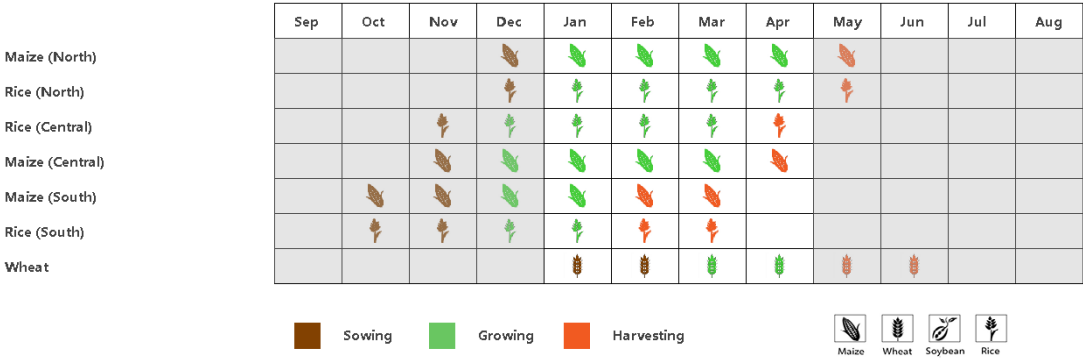 Sep Oct Nov Dec Jan Feb Mar Apr May Jun Jul Aug
Maize (North)
Rice (North)
Rice (Central)
Maize (Central)
Maize (South)
Rice (South)
Wheat
Sowing Growing Harvesting
Maize Wheat Soybean Rice